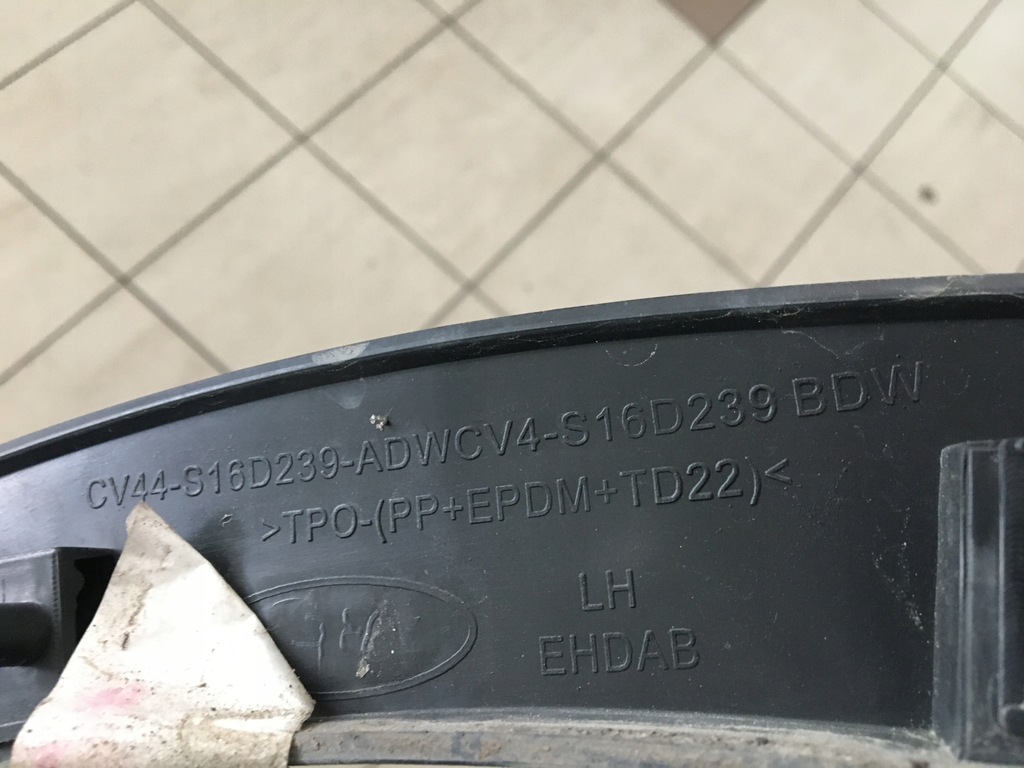 CV44-S16D239-ADWCV4-S16D239 BDW
>TPO-(PP+EPDM+TD22)<
LH
EHDAB